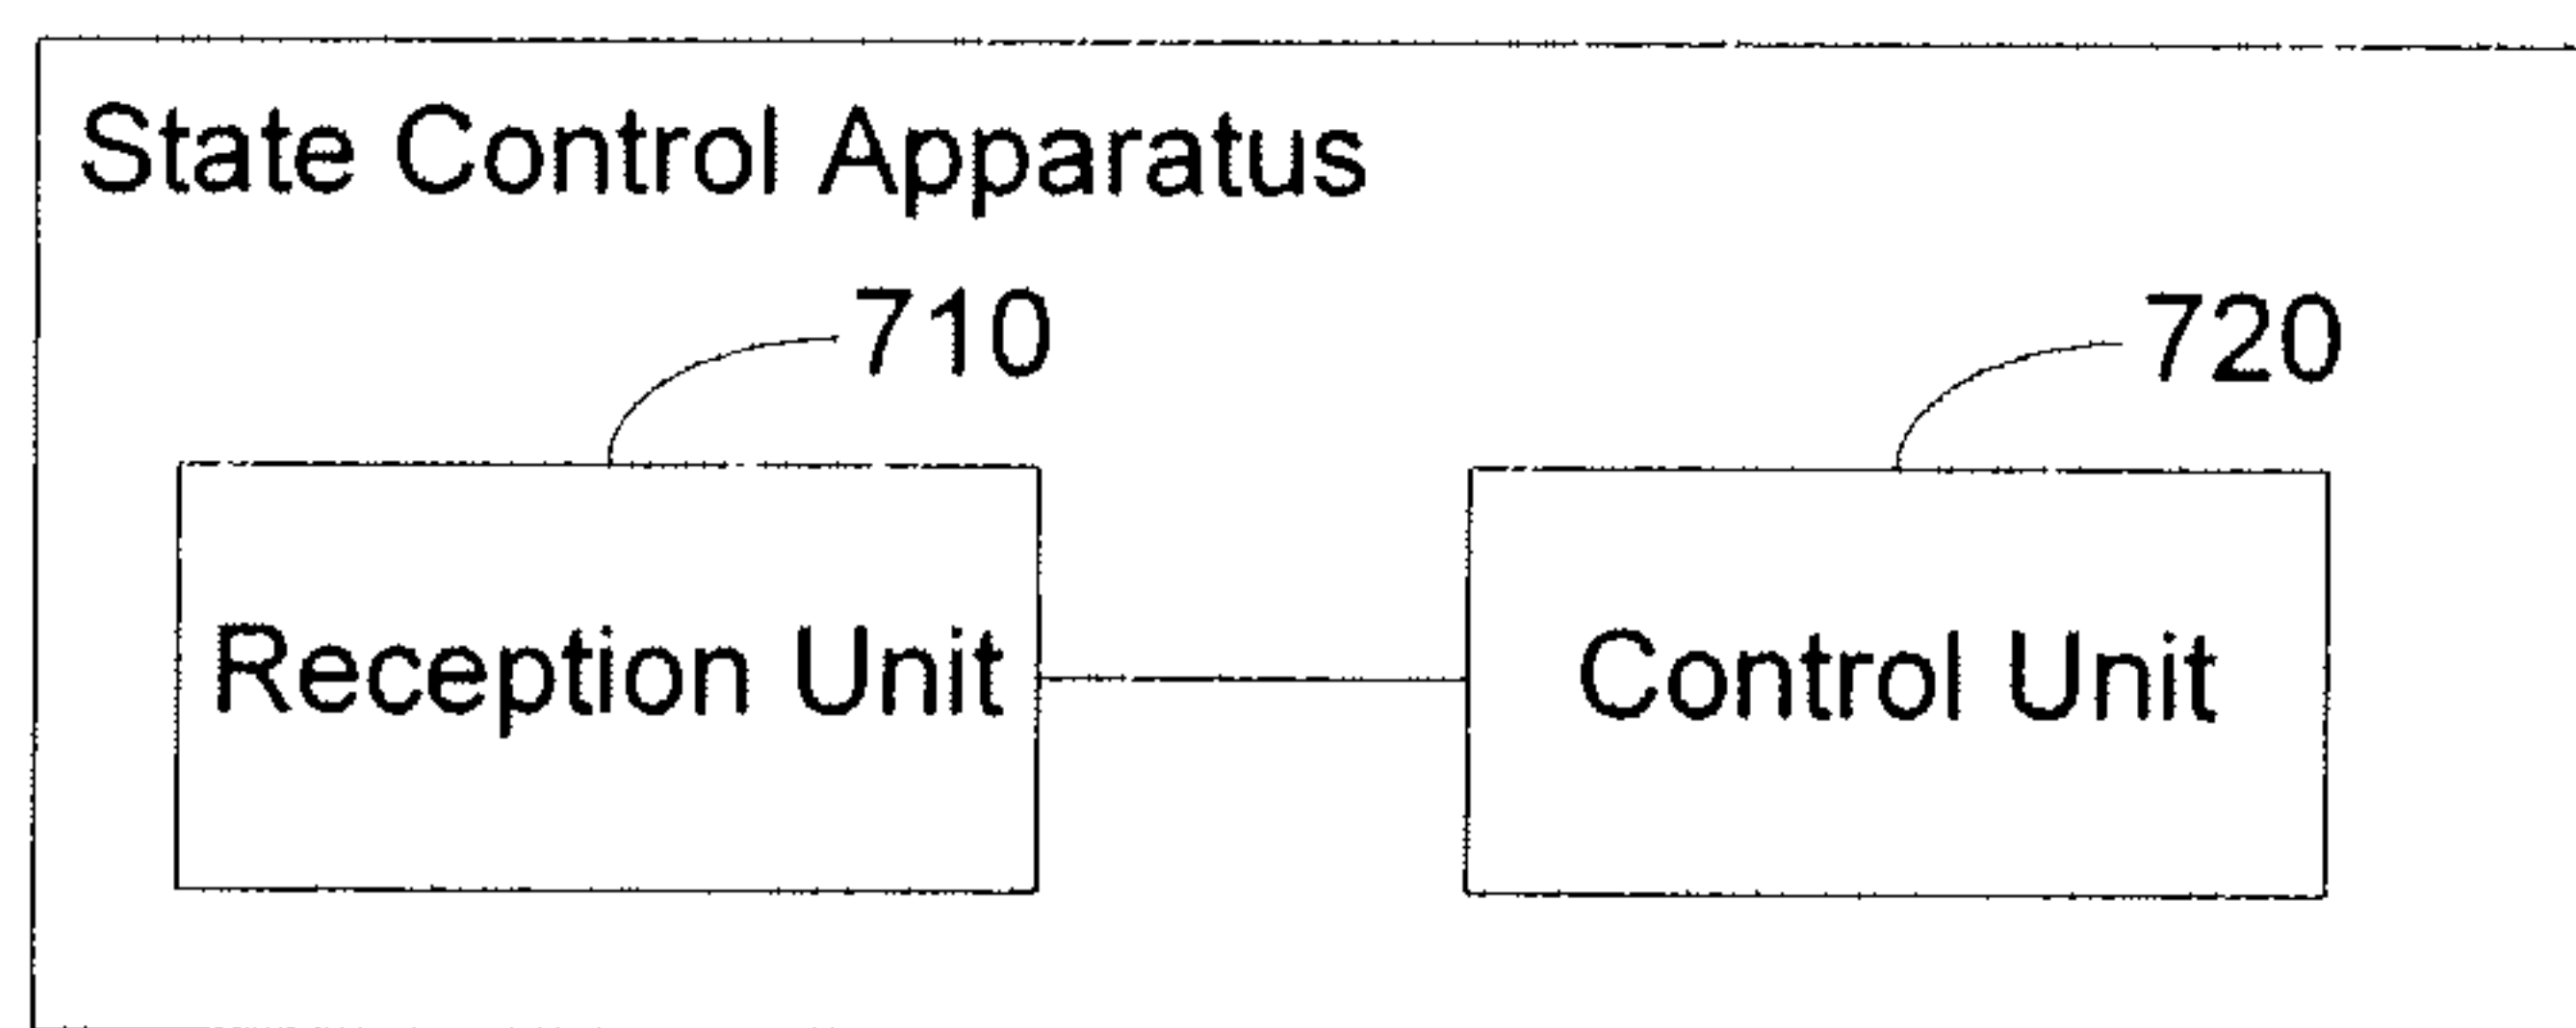 State Control Apparatus
710
720
Reception Unit
Control Unit